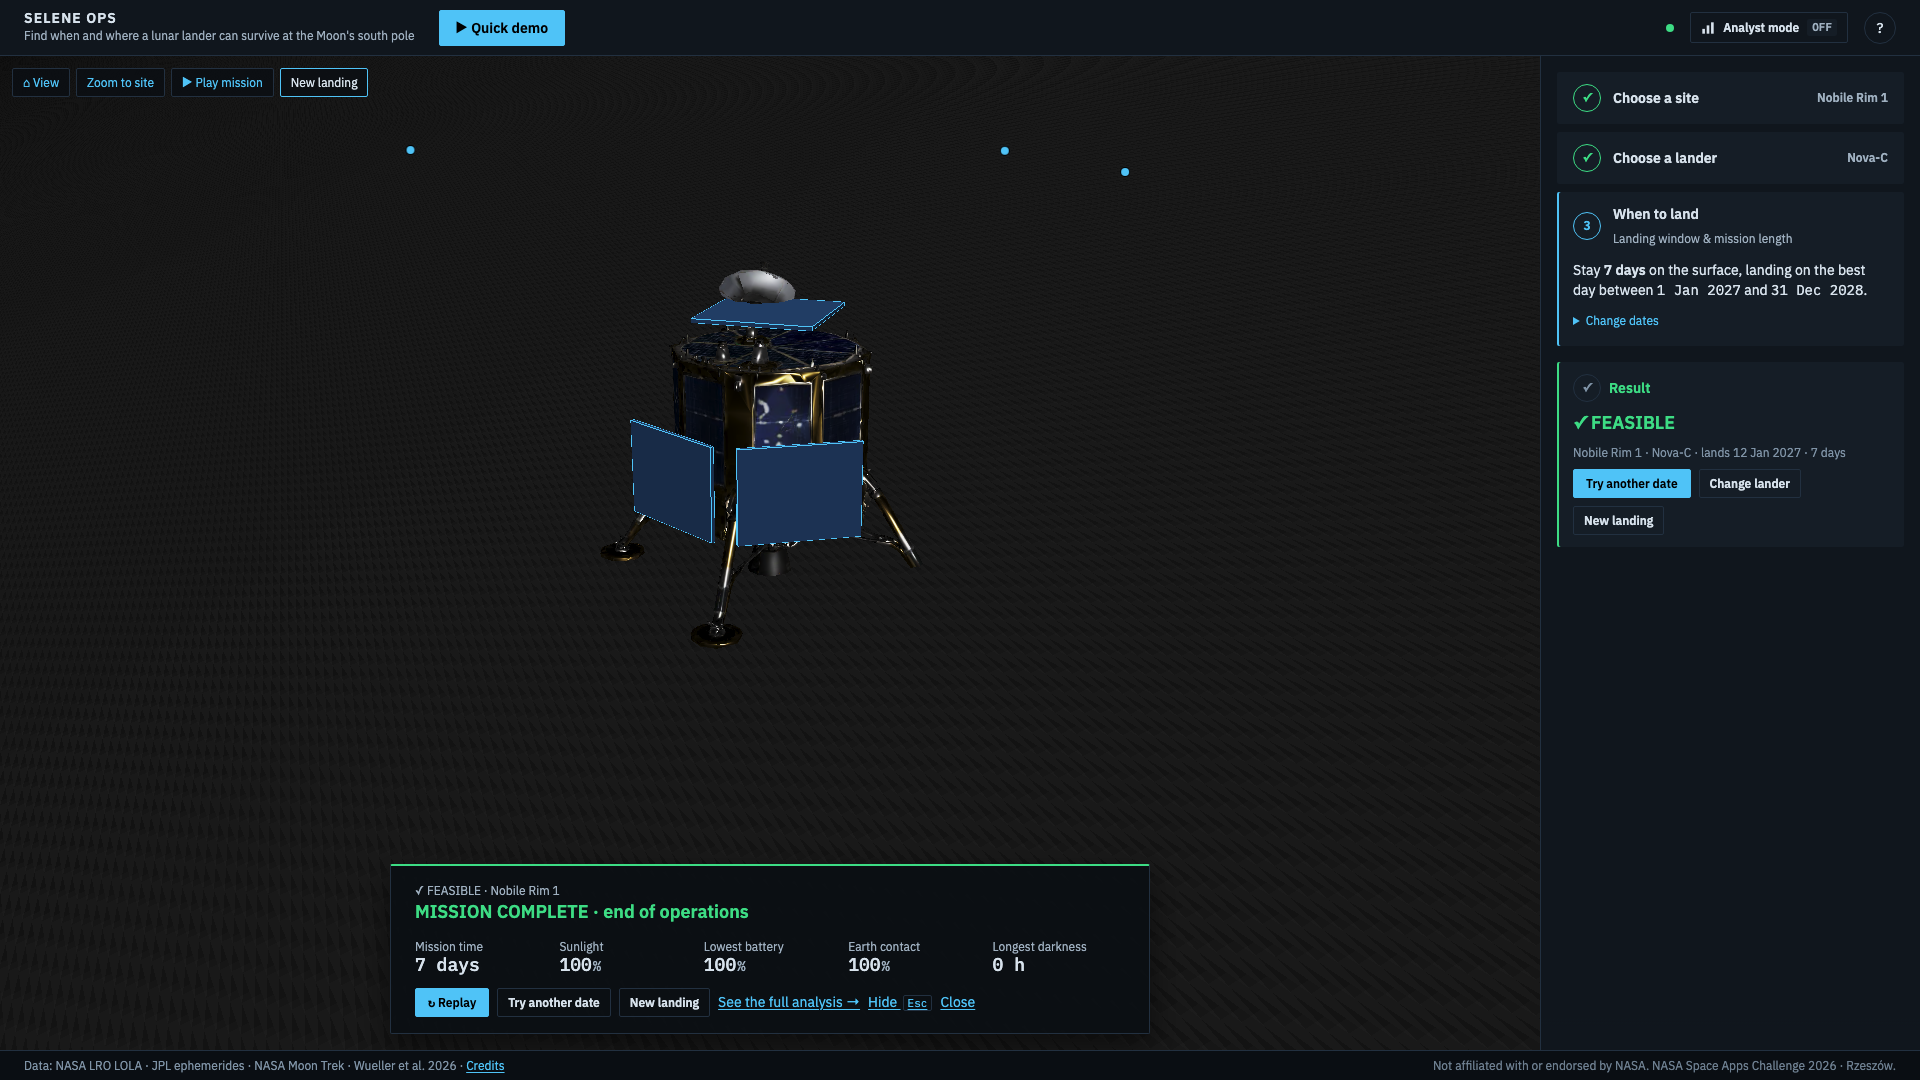 SELENE OPS
Find when and where a lunar lander can survive at the Moon's south pole
▶ Quick demo
Analyst mode OFF
?
⌂ View
Zoom to site
▶ Play mission
New landing
✓ Choose a site Nobile Rim 1
✓ Choose a lander Nova-C
3 When to land
Landing window & mission length
Stay 7 days on the surface, landing on the best
day between 1 Jan 2027 and 31 Dec 2028.
▶ Change dates
✓ Result
✓ FEASIBLE
Nobile Rim 1 · Nova-C · lands 12 Jan 2027 · 7 days
Try another date
Change lander
New landing
✓ FEASIBLE · Nobile Rim 1
MISSION COMPLETE · end of operations
Mission time Sunlight Lowest battery Earth contact Longest darkness
7 days 100% 100% 100% 0 h
↻ Replay Try another date New landing See the full analysis → Hide Esc Close
Data: NASA LRO LOLA · JPL ephemerides · NASA Moon Trek · Wueller et al. 2026 · Credits
Not affiliated with or endorsed by NASA. NASA Space Apps Challenge 2026 · Rzeszów.